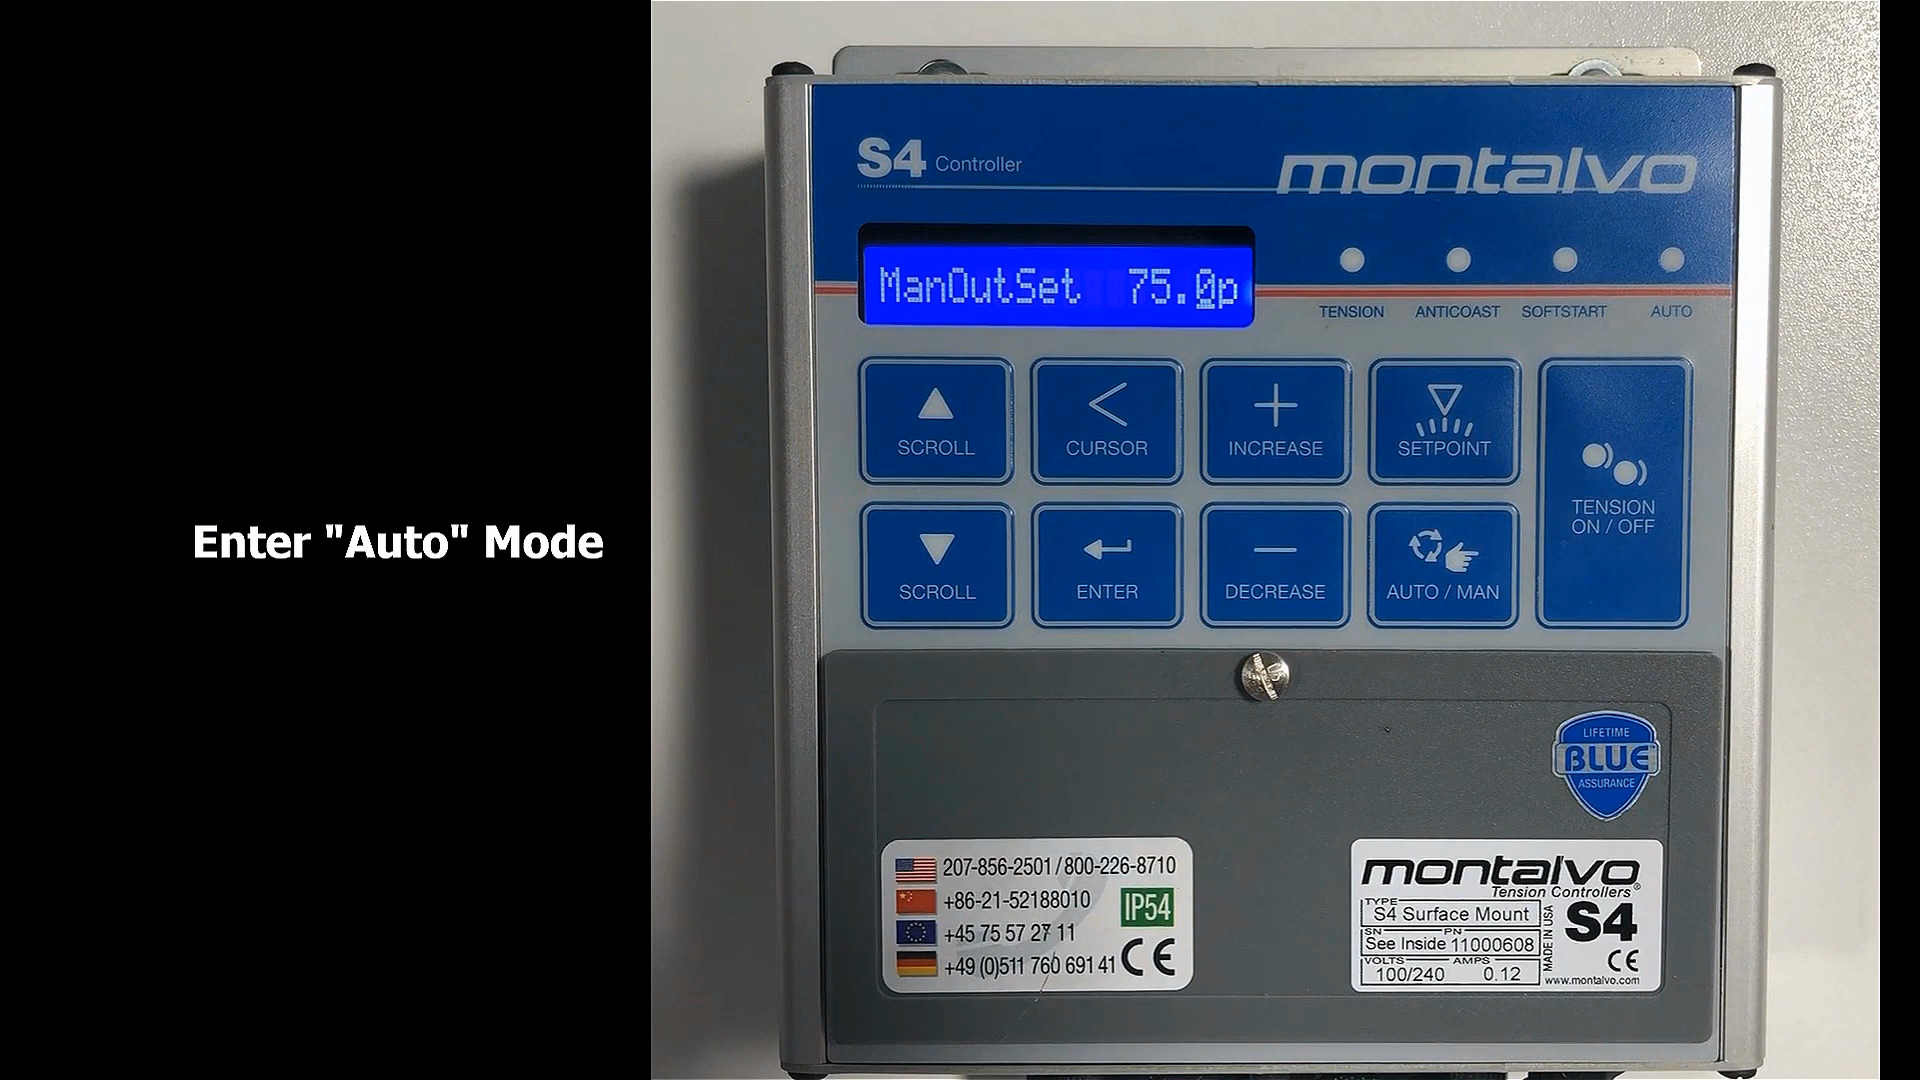 Enter "Auto" Mode
S4 Controller
montalvo
ManOutSet 75.0p
TENSION ANTICOAST SOFTSTART AUTO
SCROLL CURSOR INCREASE SETPOINT
TENSION
ON / OFF
SCROLL ENTER DECREASE AUTO / MAN
LIFETIME
BLUE
ASSURANCE
207-856-2501 / 800-226-8710
+86-21-52188010
+45 75 57 27 11
+49 (0)511 760 691 41
IP54
CE
montalvo
Tension Controllers®
TYPE
S4 Surface Mount
SN PN
See Inside 11000608
VOLTS AMPS
100/240 0.12
MADE IN USA
S4
CE
www.montalvo.com